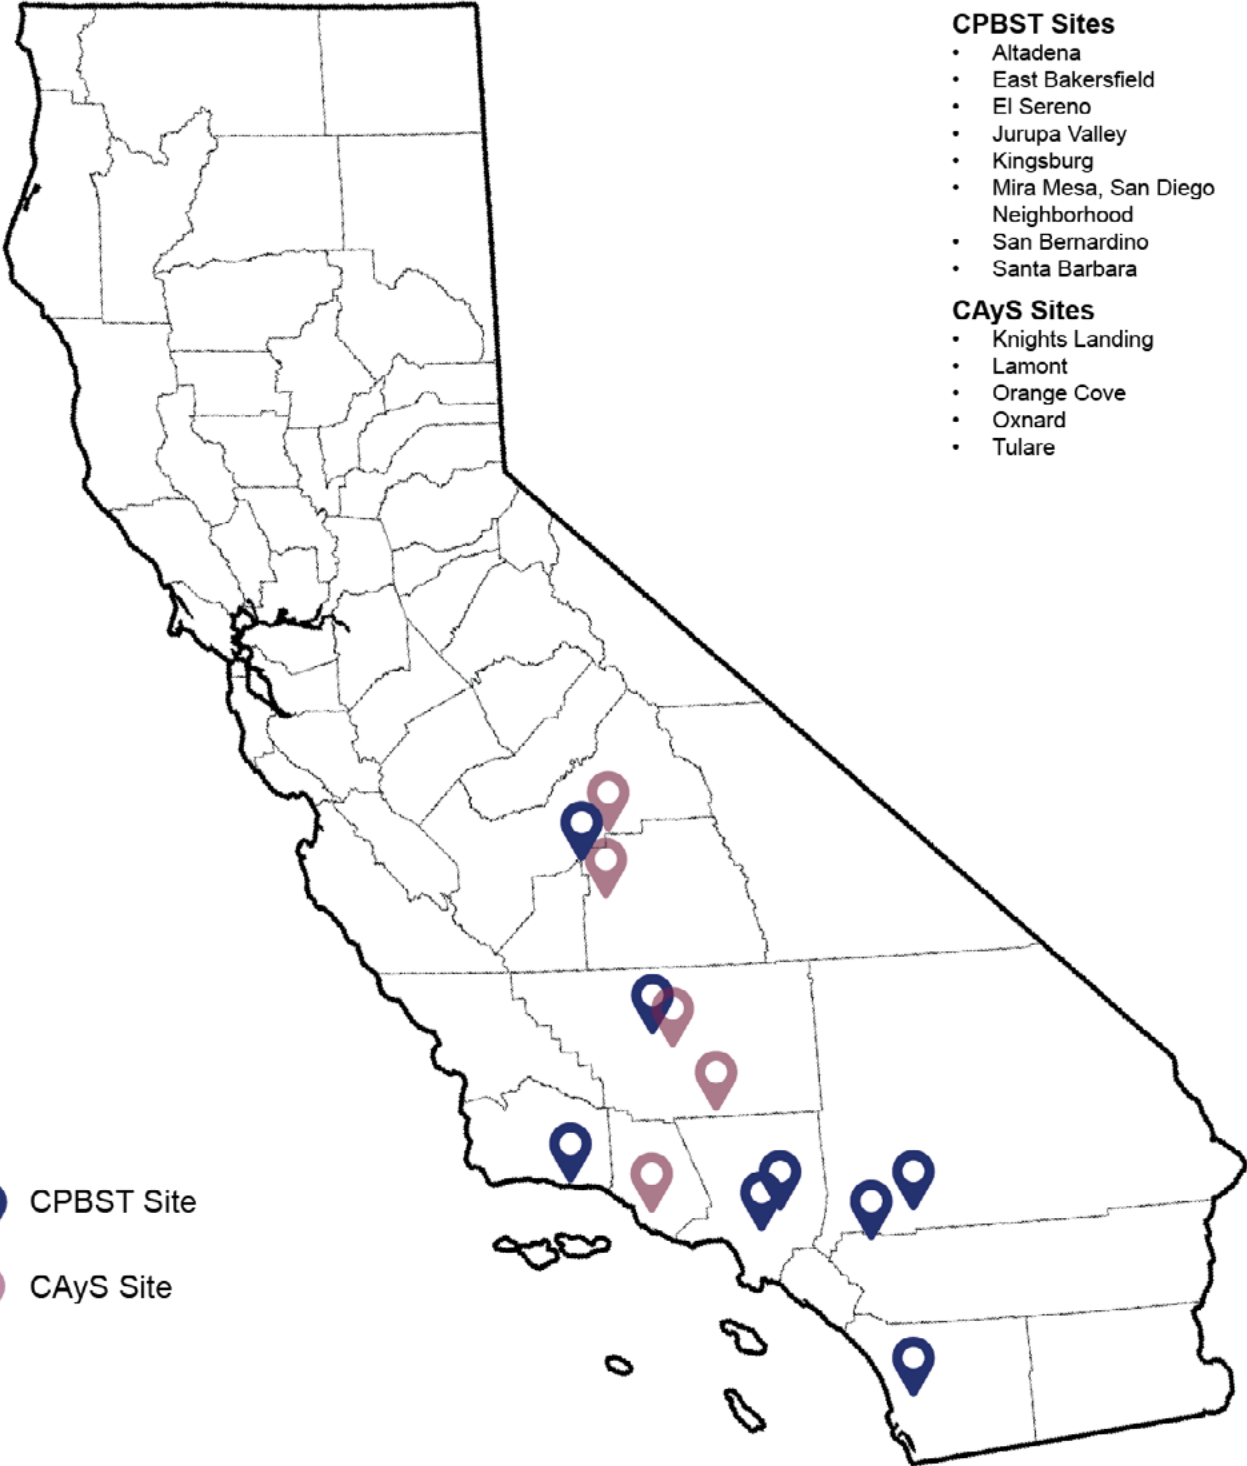 CPBST Sites
• Altadena
• East Bakersfield
• El Sereno
• Jurupa Valley
• Kingsburg
• Mira Mesa, San Diego
Neighborhood
• San Bernardino
• Santa Barbara
CAyS Sites
• Knights Landing
• Lamont
• Orange Cove
• Oxnard
• Tulare
CPBST Site
CAyS Site